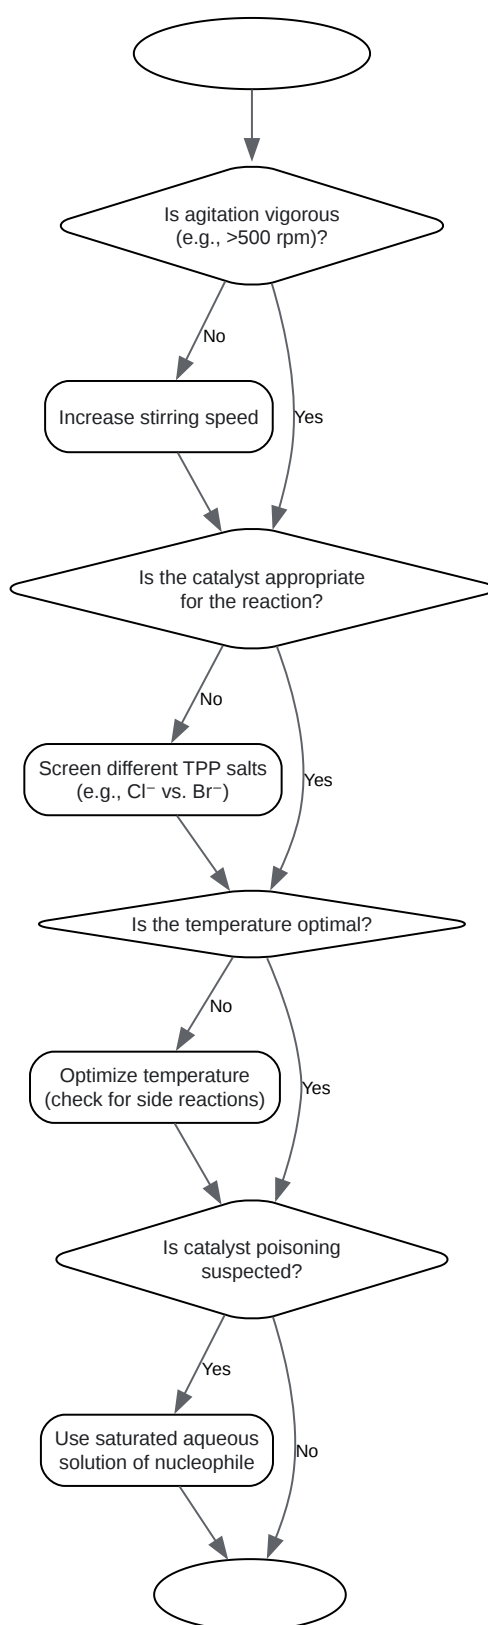 Is agitation vigorous
(e.g., >500 rpm)?
No
Increase stirring speed
Yes
Is the catalyst appropriate
for the reaction?
No
Screen different TPP salts
(e.g., Cl⁻ vs. Br⁻)
Yes
Is the temperature optimal?
No
Optimize temperature
(check for side reactions)
Yes
Is catalyst poisoning
suspected?
Yes
Use saturated aqueous
solution of nucleophile
No